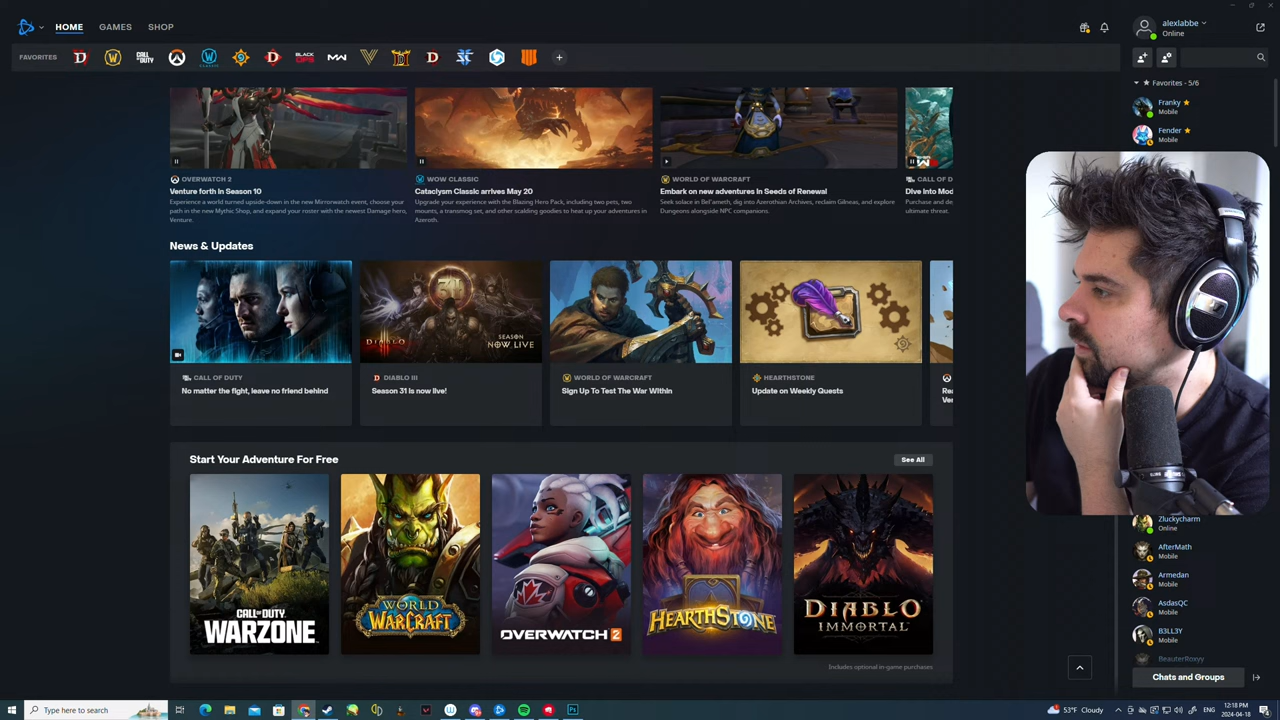 HOME GAMES SHOP
alexlabbe
Online
FAVORITES
CALL OF DUTY
CLASSIC
BLACK OPS
Favorites - 5/6
Franky
Mobile
Fender
Mobile
OVERWATCH 2
Venture forth in Season 10
Experience a world turned upside-down in the new Mirrorwatch event, choose your
path in the new Mythic Shop, and expand your roster with the newest Damage hero,
Venture.
WOW CLASSIC
Cataclysm Classic arrives May 20
Upgrade your experience with the Blazing Hero Pack, including two pets, two
mounts, a transmog set, and other scalding goodies to heat up your adventures in
Azeroth.
WORLD OF WARCRAFT
Embark on new adventures in Seeds of Renewal
Seek solace in Bel'ameth, dig into Azerothian Archives, reclaim Gilneas, and explore
Dungeons alongside NPC companions.
CALL OF D
Dive Into Mod
Purchase and de
ultimate threat.
News & Updates
31
DIABLO
III
SEASON
NOW LIVE
CALL OF DUTY
No matter the fight, leave no friend behind
DIABLO III
Season 31 is now live!
WORLD OF WARCRAFT
Sign Up To Test The War Within
HEARTHSTONE
Update on Weekly Quests
Start Your Adventure For Free
See All
CALL OF DUTY
WARZONE
WORLD
OF
WARCRAFT
OVERWATCH 2
HEARTHSTONE
DIABLO
IMMORTAL
Includes optional in-game purchases
Zluckycharm
Online
AfterMath
Mobile
Armedan
Mobile
AsdasQC
Mobile
B3LL3Y
Mobile
BeauterRoxyy
Chats and Groups
Type here to search
53°F Cloudy
ENG
12:18 PM
2024-04-18